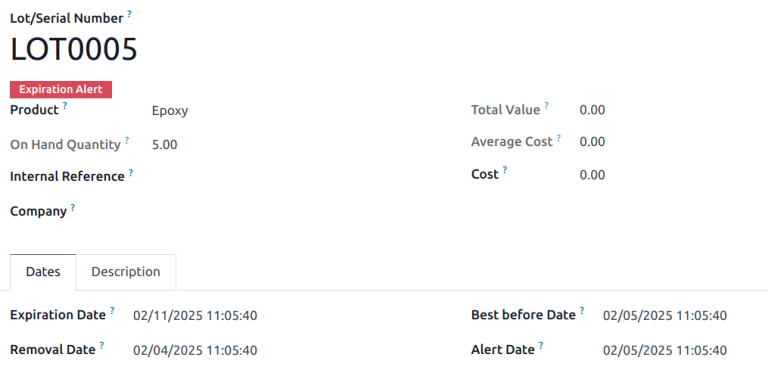 Lot/Serial Number ?
LOT0005
Expiration Alert
Product ? Epoxy Total Value ? 0.00
On Hand Quantity ? 5.00 Average Cost ? 0.00
Internal Reference ? Cost ? 0.00
Company ?
Dates Description
Expiration Date ? 02/11/2025 11:05:40 Best before Date ? 02/05/2025 11:05:40
Removal Date ? 02/04/2025 11:05:40 Alert Date ? 02/05/2025 11:05:40